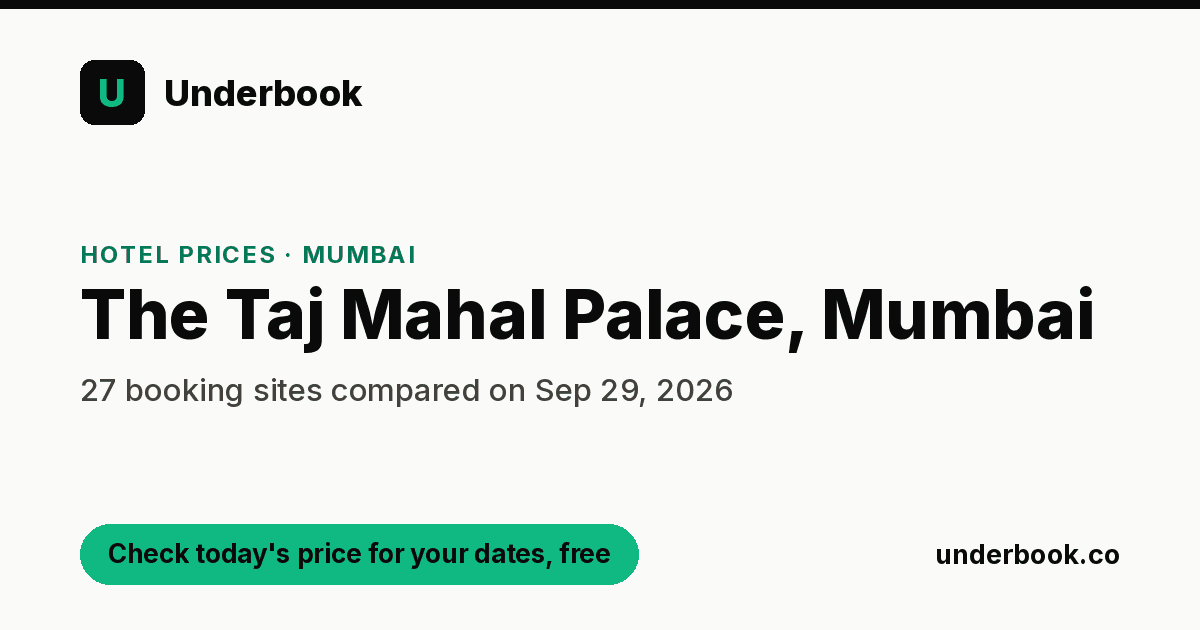 U Underbook
HOTEL PRICES · MUMBAI
The Taj Mahal Palace, Mumbai
27 booking sites compared on Sep 29, 2026
Check today's price for your dates, free
underbook.co